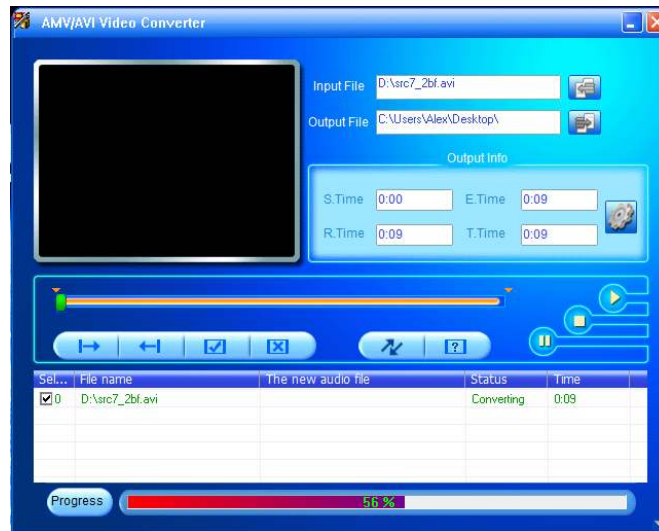 AMV/AVI Video Converter
Input File D:\src7_2bf.avi
Output File C:\Users\Alex\Desktop\
Output Info
S.Time 0:00 E.Time 0:09
R.Time 0:09 T.Time 0:09
Sel... File name The new audio file Status Time
0 D:\src7_2bf.avi Converting 0:09
Progress 56 %